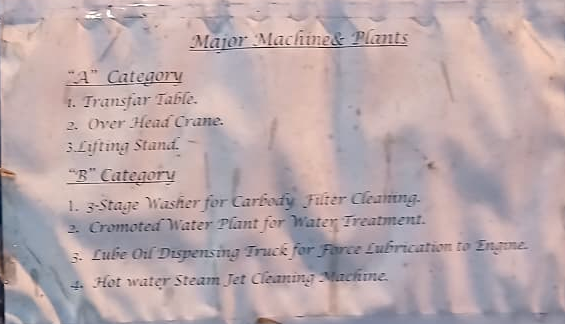 Major Machine& Plants
"A" Category
1. Transfar Table.
2. Over Head Crane.
3.Lifting Stand.
"B" Category
1. 3-Stage Washer for Carbody Filter Cleaning.
2. Cromoted Water Plant for Water Treatment.
3. Lube Oil Dispensing Truck for Force Lubrication to Engine.
4. Hot water Steam Jet Cleaning Machine.